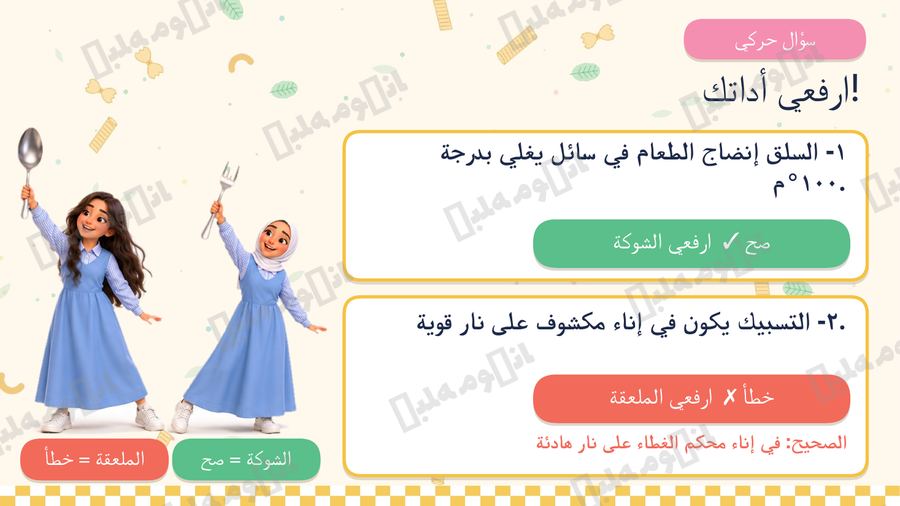 سؤال حركي
ارفعي أداتك!
١- السلق إنضاج الطعام في سائل يغلي بدرجة
١٠٠°م.
صح ✓ ارفعي الشوكة
٢- التسبيك يكون في إناء مكشوف على نار قوية.
خطأ ✗ ارفعي الملعقة
الصحيح: في إناء محكم الغطاء على نار هادئة
الشوكة = صح
الملعقة = خطأ